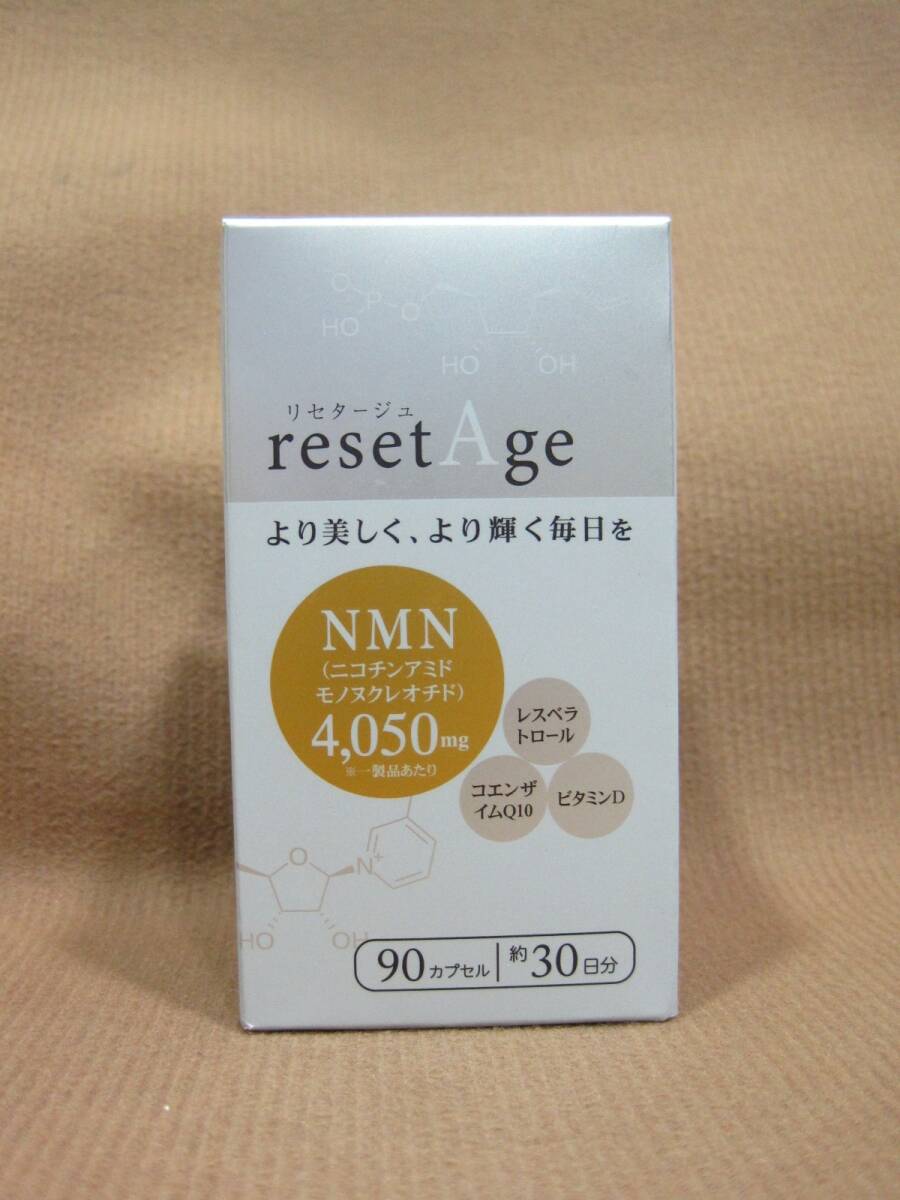 O
HO P O
HO OH
リセタージュ
resetAge
より美しく、より輝く毎日を
NMN
(ニコチンアミド
モノヌクレオチド)
4,050mg
※一製品あたり
レスベラ
トロール
コエンザ
イムQ10
ビタミンD
O
N+
HO OH
90カプセル 約30日分